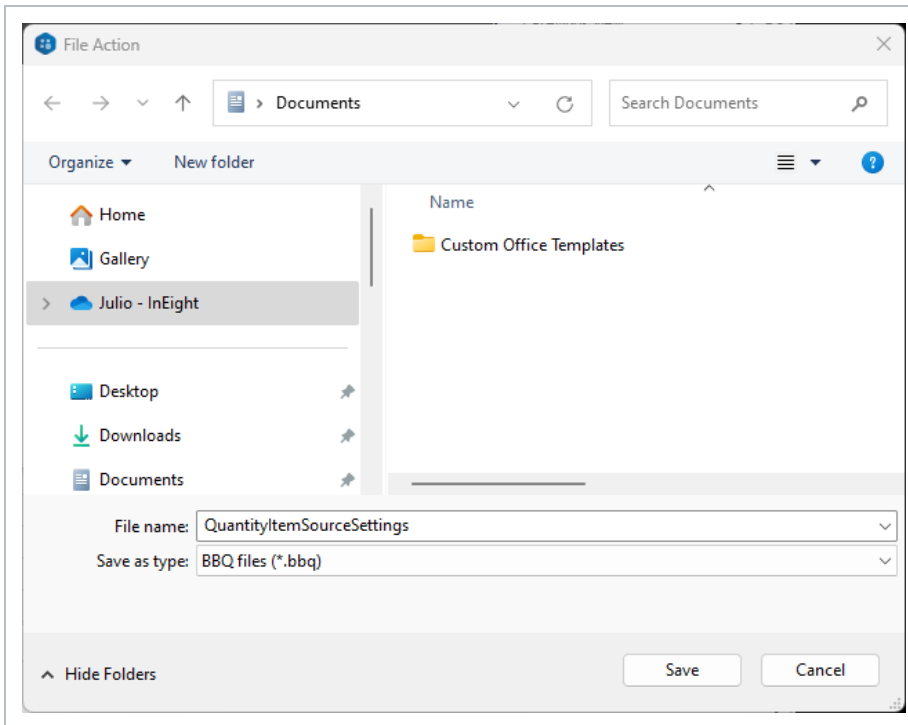 File Action
Documents
Search Documents
Organize
New folder
Home
Gallery
Julio - InEight
Desktop
Downloads
Documents
Name
Custom Office Templates
File name: QuantityItemSourceSettings
Save as type: BBQ files (*.bbq)
Hide Folders
Save
Cancel